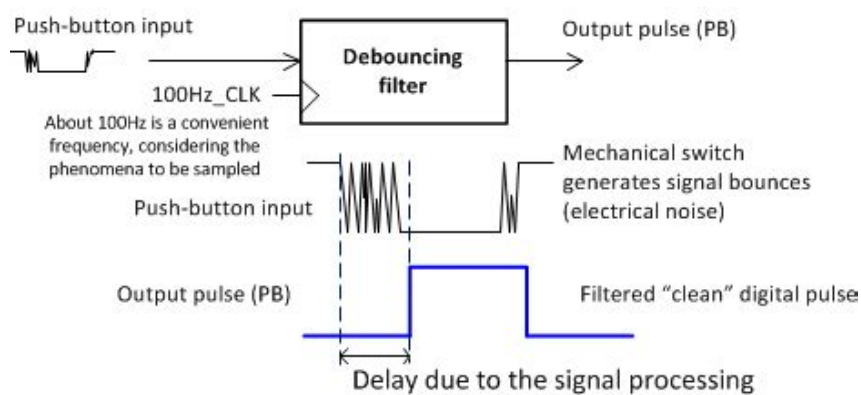 Push-button input
Output pulse (PB)
Debouncing
filter
100Hz_CLK
About 100Hz is a convenient
frequency, considering the
phenomena to be sampled
Mechanical switch
generates signal bounces
(electrical noise)
Push-button input
Output pulse (PB)
Filtered “clean” digital pulse
Delay due to the signal processing